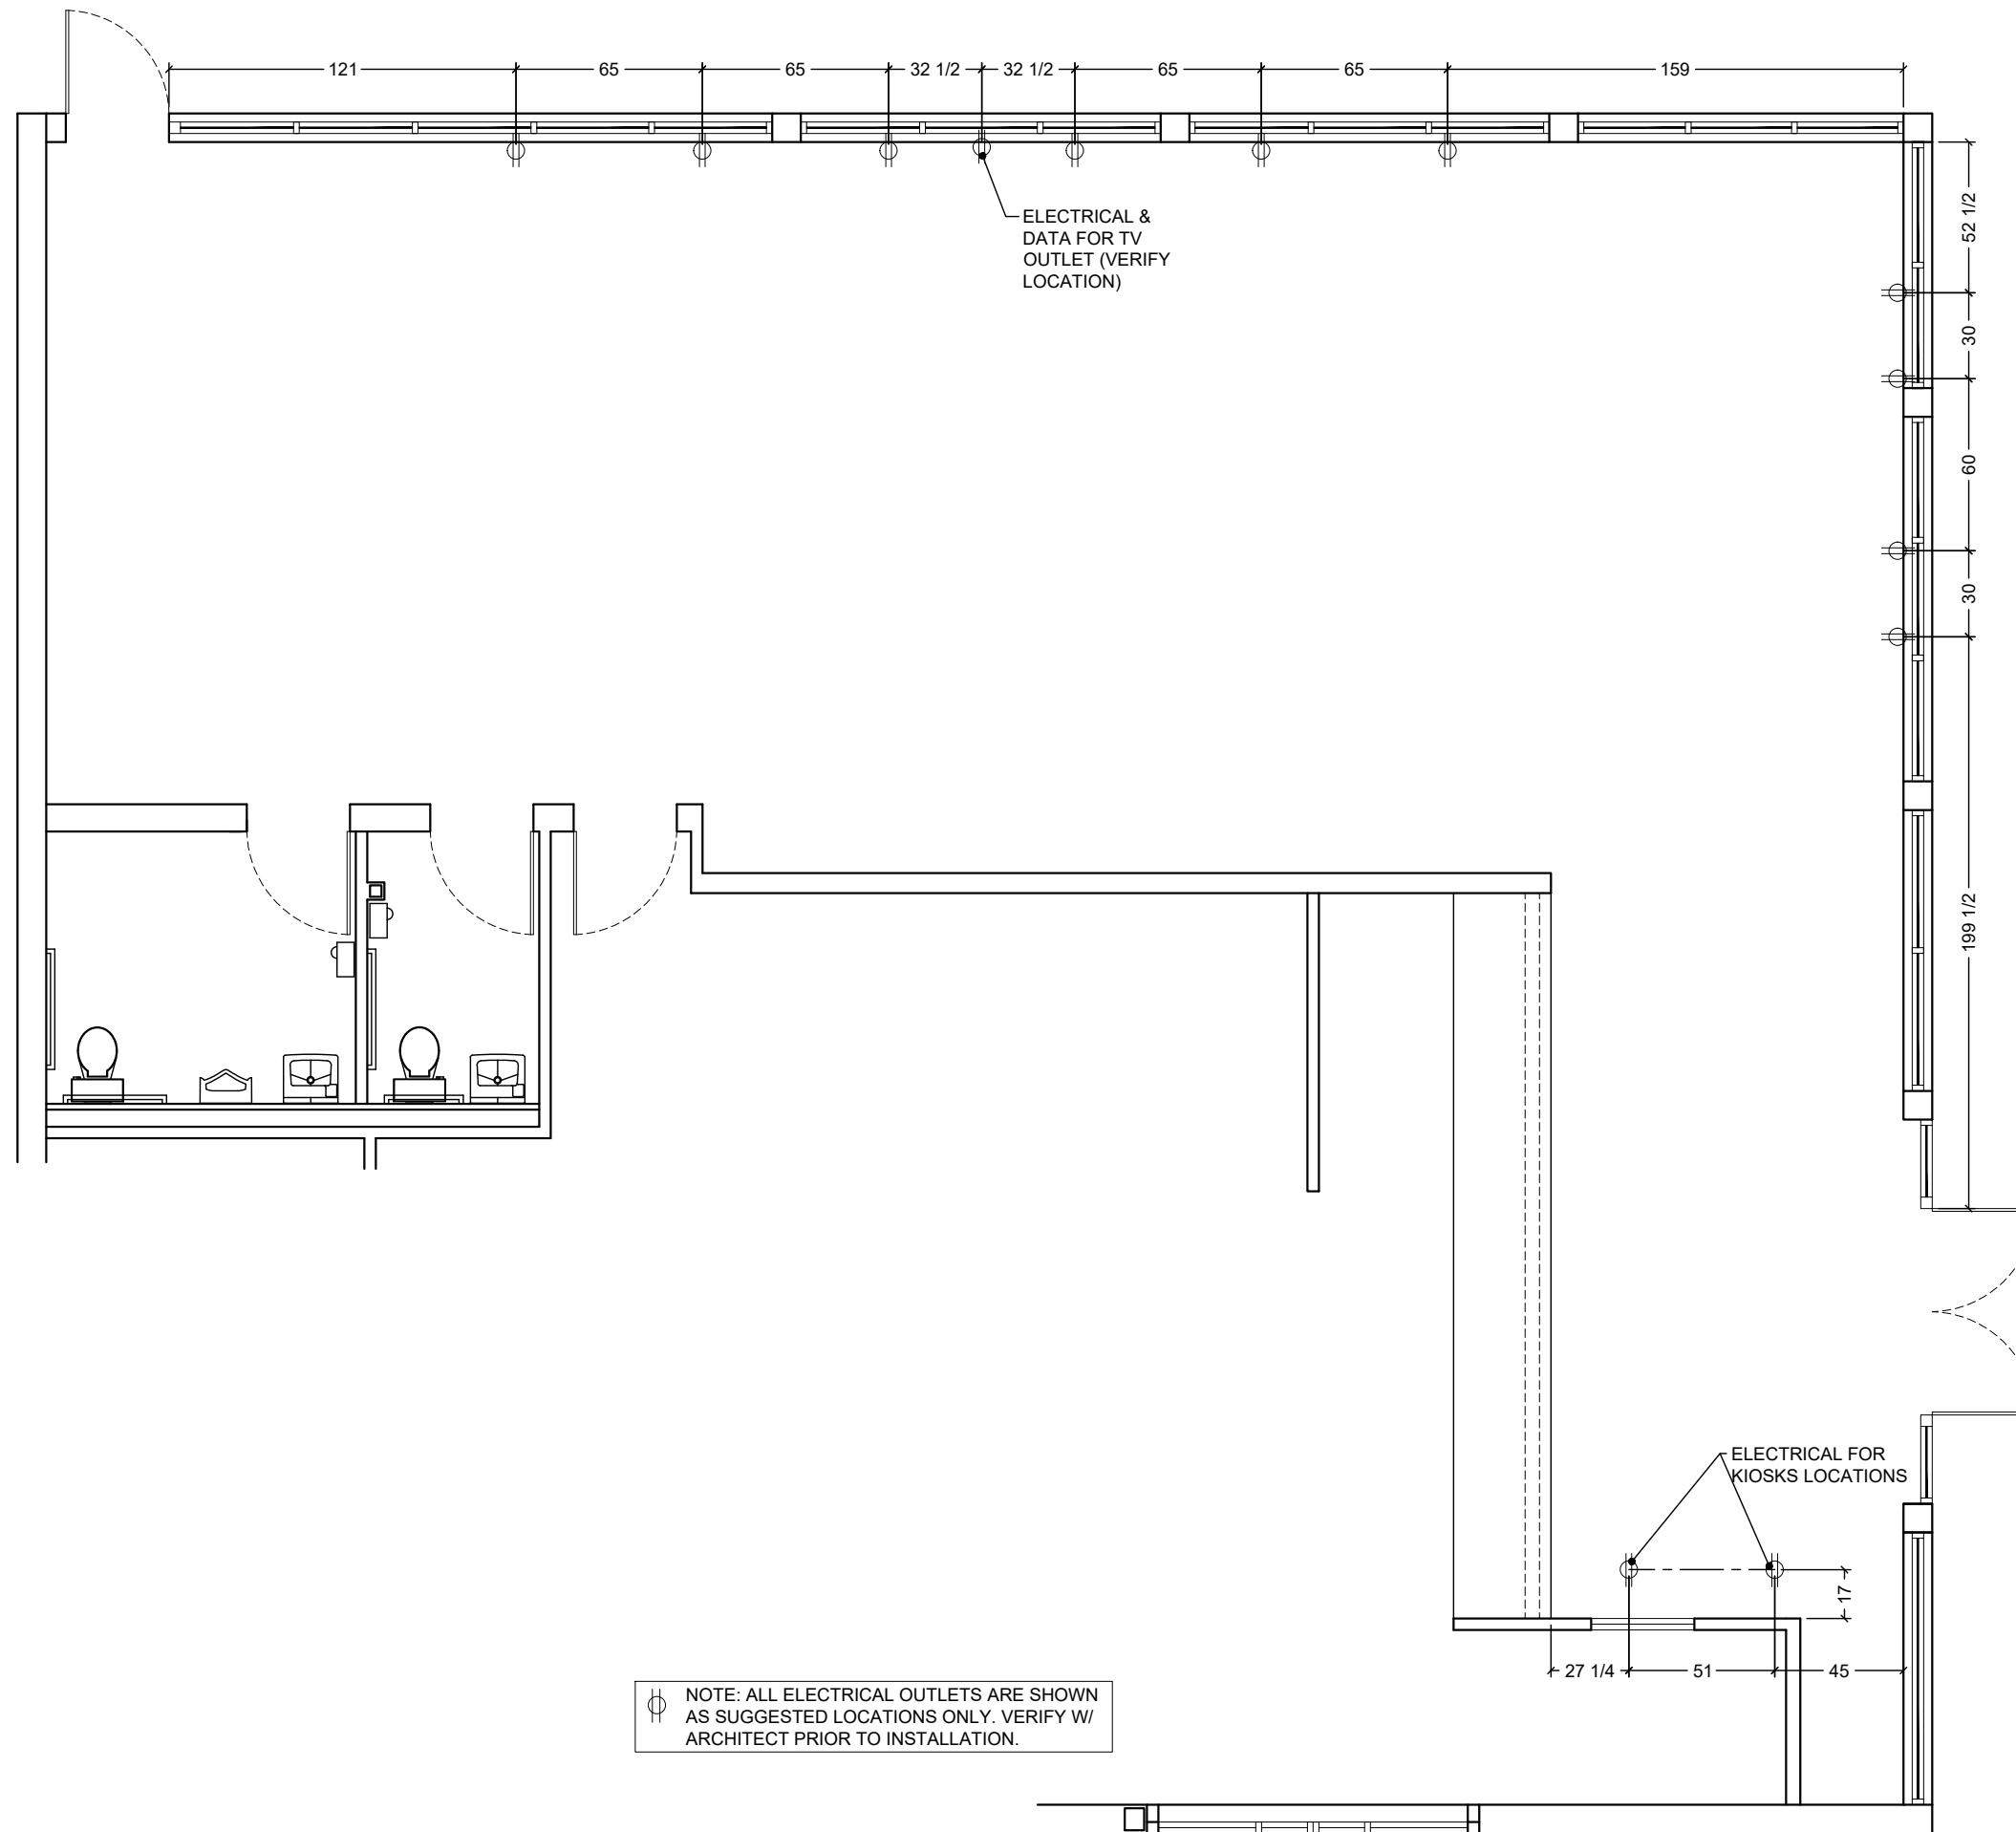 121
65
65
32 1/2
32 1/2
65
65
159
52 1/2
30
60
30
199 1/2
ELECTRICAL &
DATA FOR TV
OUTLET (VERIFY
LOCATION)
ELECTRICAL FOR
KIOSKS LOCATIONS
17
27 1/4
51
45
NOTE: ALL ELECTRICAL OUTLETS ARE SHOWN
AS SUGGESTED LOCATIONS ONLY. VERIFY W/
ARCHITECT PRIOR TO INSTALLATION.